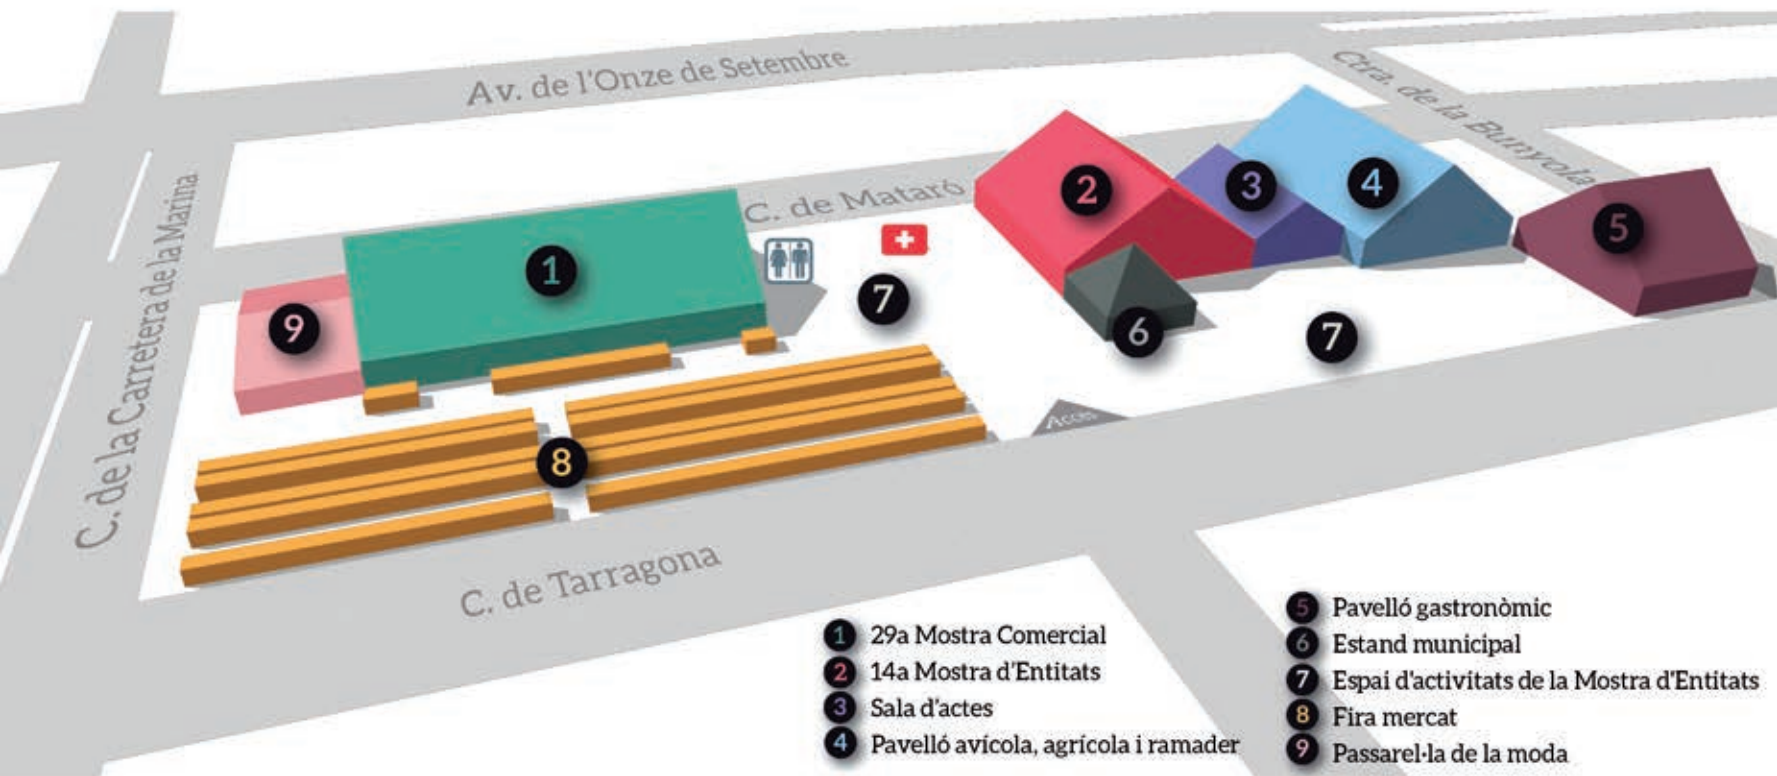 Av. de l'Onze de Setembre
Ctra. de la Bunyola
C. de la Carretera de la Marina
C. de Mataró
2
3
4
5
1
7
9
6
7
Accés
8
C. de Tarragona
1 29a Mostra Comercial
2 14a Mostra d'Entitats
3 Sala d'actes
4 Pavelló avícola, agrícola i ramader
5 Pavelló gastronòmic
6 Estand municipal
7 Espai d'activitats de la Mostra d'Entitats
8 Fira mercat
9 Passarel·la de la moda